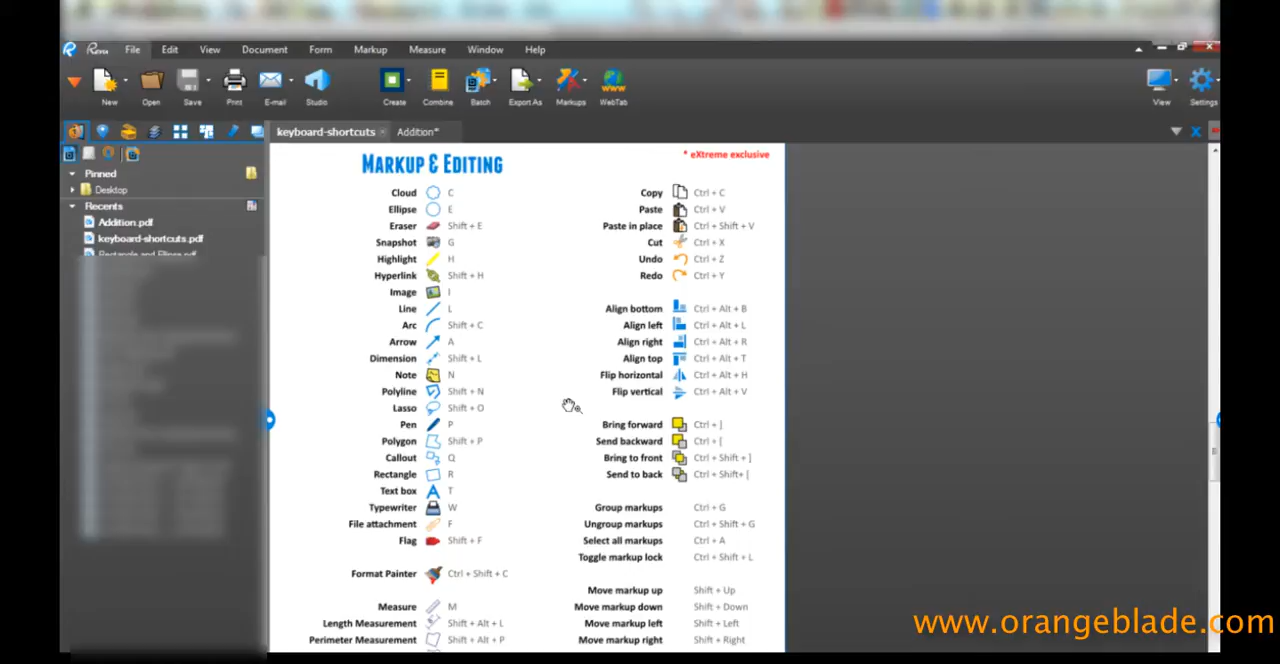 Revu File Edit View Document Form Markup Measure Window Help
New Open Save Print E-mail Studio Create Combine Batch Export As Markups WebTab View Settings
keyboard-shortcuts Addition*
Pinned
Desktop
Recents
Addition.pdf
keyboard-shortcuts.pdf
Rectangle and Ellipse.pdf
MARKUP & EDITING
* eXtreme exclusive
Cloud C
Ellipse E
Eraser Shift + E
Snapshot G
Highlight H
Hyperlink Shift + H
Image I
Line L
Arc Shift + C
Arrow A
Dimension Shift + L
Note N
Polyline Shift + N
Lasso Shift + O
Pen P
Polygon Shift + P
Callout Q
Rectangle R
Text box T
Typewriter W
File attachment F
Flag Shift + F
Format Painter Ctrl + Shift + C
Measure M
Length Measurement Shift + Alt + L
Perimeter Measurement Shift + Alt + P
Copy Ctrl + C
Paste Ctrl + V
Paste in place Ctrl + Shift + V
Cut Ctrl + X
Undo Ctrl + Z
Redo Ctrl + Y
Align bottom Ctrl + Alt + B
Align left Ctrl + Alt + L
Align right Ctrl + Alt + R
Align top Ctrl + Alt + T
Flip horizontal Ctrl + Alt + H
Flip vertical Ctrl + Alt + V
Bring forward Ctrl + ]
Send backward Ctrl + [
Bring to front Ctrl + Shift + ]
Send to back Ctrl + Shift+ [
Group markups Ctrl + G
Ungroup markups Ctrl + Shift + G
Select all markups Ctrl + A
Toggle markup lock Ctrl + Shift + L
Move markup up Shift + Up
Move markup down Shift + Down
Move markup left Shift + Left
Move markup right Shift + Right
www.orangeblade.com